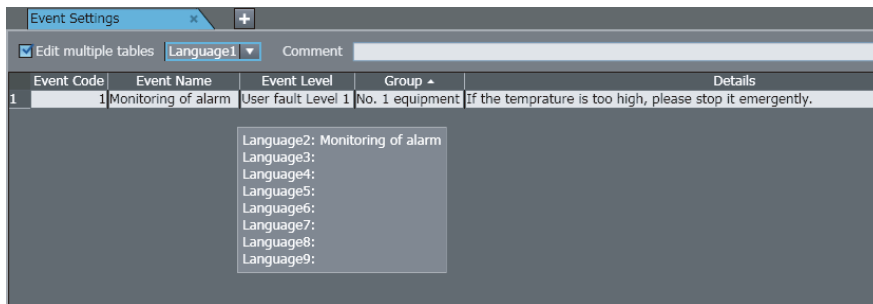 Event Settings × +
Edit multiple tables Language1 ▼ Comment
Event Code Event Name Event Level Group ▲ Details
1 1 Monitoring of alarm User fault Level 1 No. 1 equipment If the temprature is too high, please stop it emergently.
Language2: Monitoring of alarm
Language3:
Language4:
Language5:
Language6:
Language7:
Language8:
Language9: